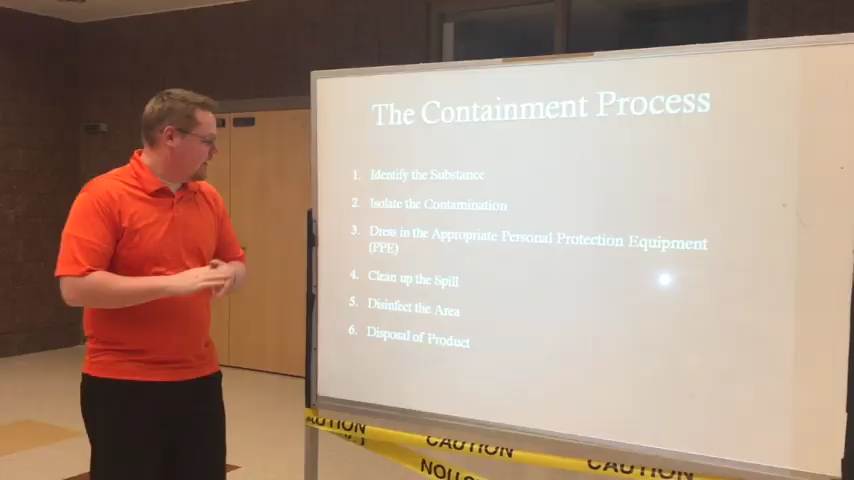 The Containment Process
1. Identify the Substance
2. Isolate the Contamination
3. Dress in the Appropriate Personal Protection Equipment
(PPE)
4. Clean up the Spill
5. Disinfect the Area
6. Disposal of Product
CAUTION
CAUTION
CAUTION